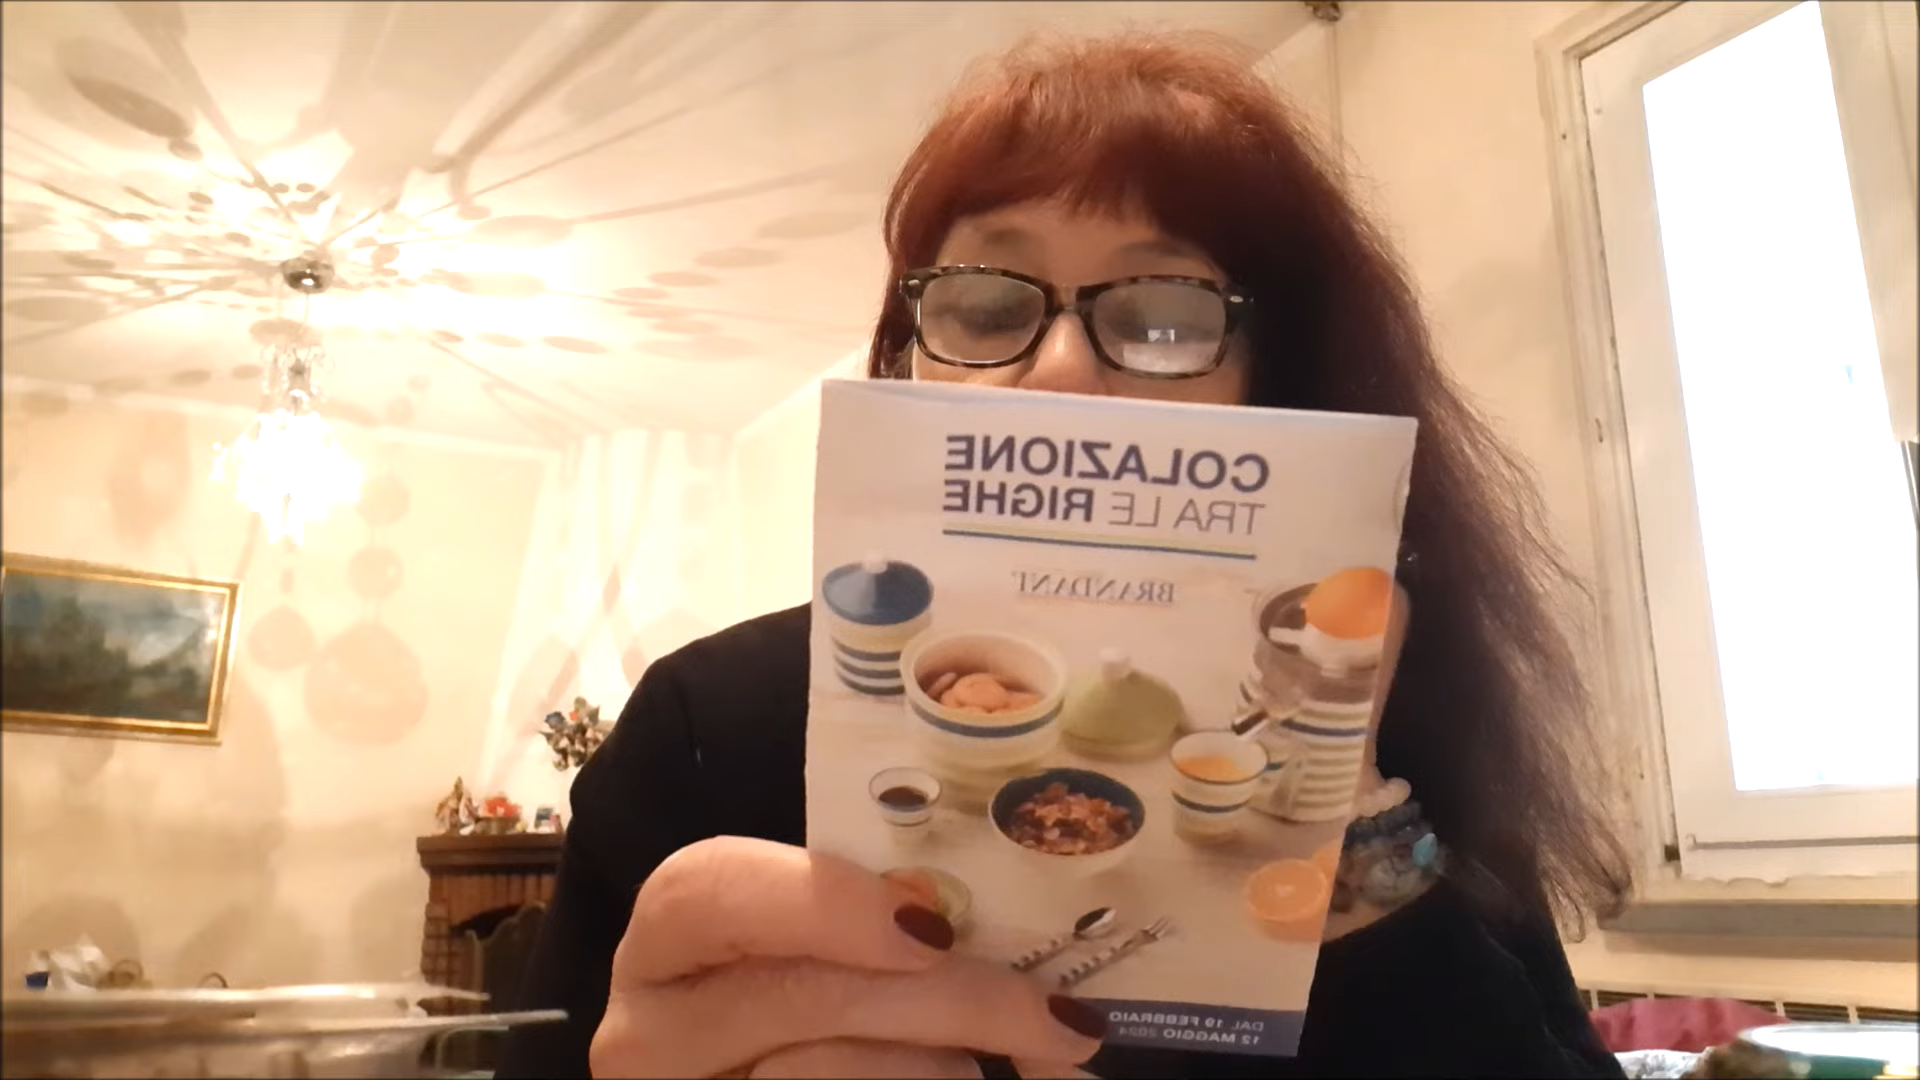 COLAZIONE
TRA LE RIGHE
BRANDANI
DAL 19 FEBBRAIO
12 MAGGIO 2024